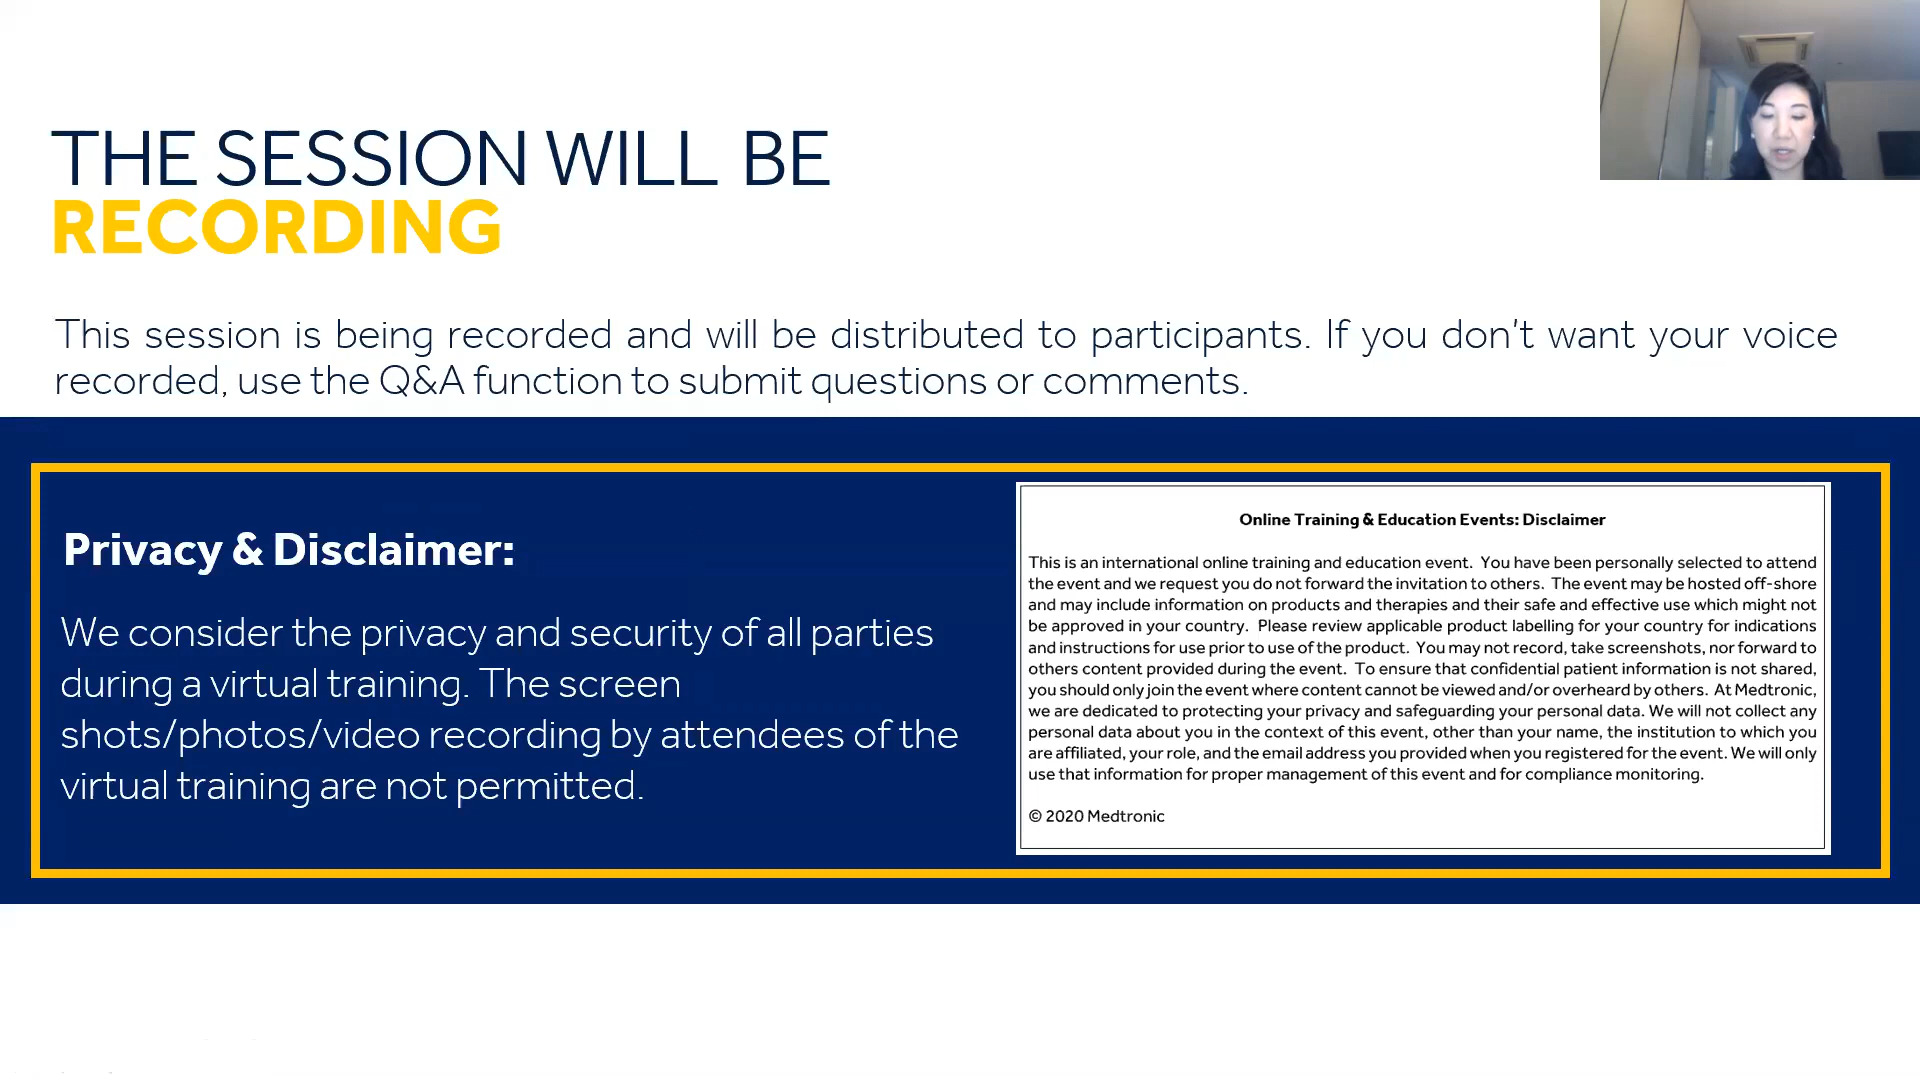 THE SESSION WILL BE
RECORDING
This session is being recorded and will be distributed to participants. If you don't want your voice
recorded, use the Q&A function to submit questions or comments.
Privacy & Disclaimer:
We consider the privacy and security of all parties
during a virtual training. The screen
shots/photos/video recording by attendees of the
virtual training are not permitted.
Online Training & Education Events: Disclaimer
This is an international online training and education event. You have been personally selected to attend
the event and we request you do not forward the invitation to others. The event may be hosted off-shore
and may include information on products and therapies and their safe and effective use which might not
be approved in your country. Please review applicable product labelling for your country for indications
and instructions for use prior to use of the product. You may not record, take screenshots, nor forward to
others content provided during the event. To ensure that confidential patient information is not shared,
you should only join the event where content cannot be viewed and/or overheard by others. At Medtronic,
we are dedicated to protecting your privacy and safeguarding your personal data. We will not collect any
personal data about you in the context of this event, other than your name, the institution to which you
are affiliated, your role, and the email address you provided when you registered for the event. We will only
use that information for proper management of this event and for compliance monitoring.
© 2020 Medtronic